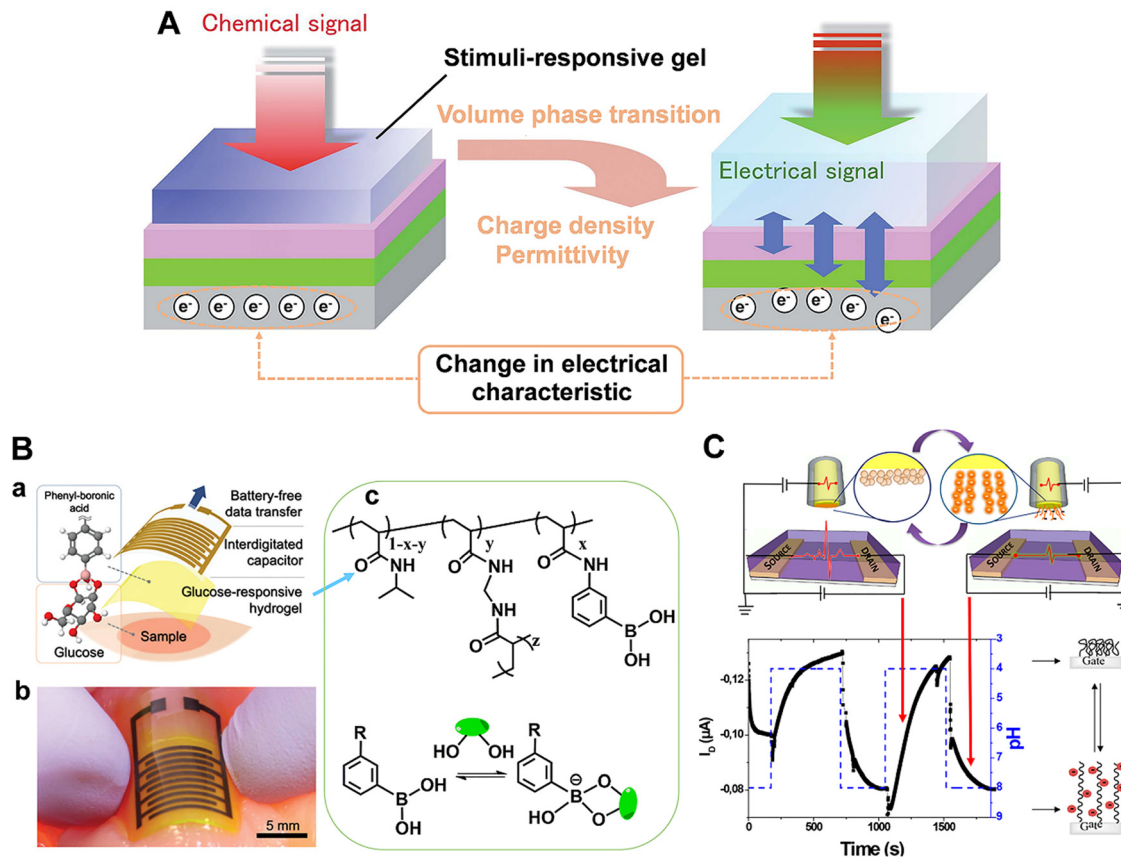 A
Chemical signal
Stimuli-responsive gel
Volume phase transition
Electrical signal
Charge density
Permittivity
e- e- e- e- e-
e- e- e- e- e-
Change in electrical
characteristic
B
a
Phenyl-boronic
acid
Battery-free
data transfer
Interdigitated
capacitor
Glucose-responsive
hydrogel
Sample
Glucose
b
5 mm
c
1-x-y
y
x
O
NH
O
NH
O
NH
NH
O
z
B
OH
HO
R
HO OH
R
B
OH
HO
⊖
B
O
O
HO
C
SOURCE
DRAIN
SOURCE
DRAIN
-0,12
-0,10
-0,08
I_D (µA)
0 500 1000 1500
Time (s)
3
4
5
6
7
8
9
pH
Gate
Gate